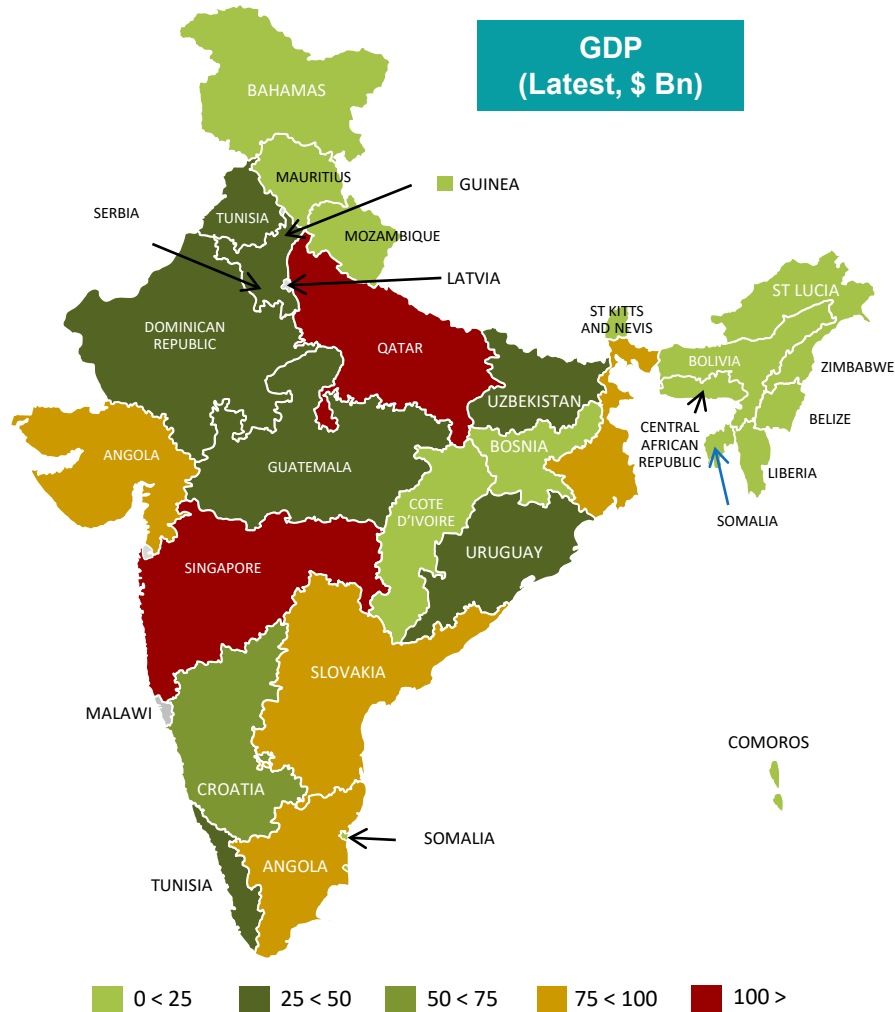 GDP
(Latest, $ Bn)
BAHAMAS
MAURITIUS
GUINEA
SERBIA
TUNISIA
MOZAMBIQUE
LATVIA
ST LUCIA
ST KITTS
AND NEVIS
DOMINICAN
REPUBLIC
QATAR
BOLIVIA
ZIMBABWE
UZBEKISTAN
BELIZE
CENTRAL
AFRICAN
REPUBLIC
BOSNIA
ANGOLA
GUATEMALA
LIBERIA
COTE
D'IVOIRE
SOMALIA
URUGUAY
SINGAPORE
SLOVAKIA
MALAWI
COMOROS
CROATIA
SOMALIA
ANGOLA
TUNISIA
0 < 25
25 < 50
50 < 75
75 < 100
100 >